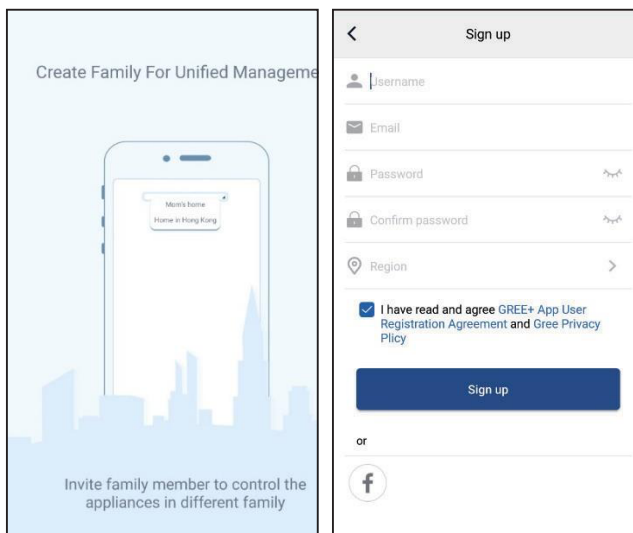 Create Family For Unified Manageme
Mom's home
Home in Hong Kong
Invite family member to control the
appliances in different family
Sign up
Username
Email
Password
Confirm password
Region
I have read and agree GREE+ App User
Registration Agreement and Gree Privacy
Plicy
Sign up
or
f